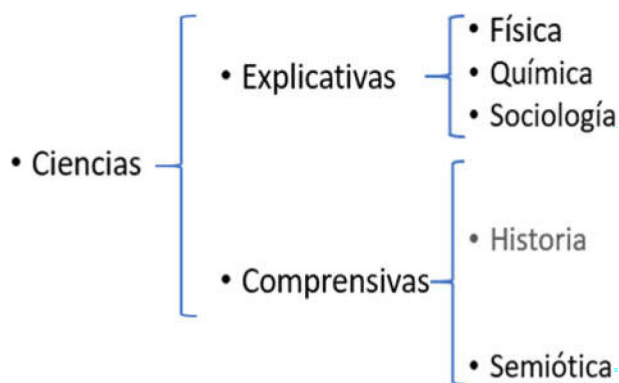 • Ciencias
• Explicativas
• Física
• Química
• Sociología
• Comprensivas
• Historia
• Semiótica